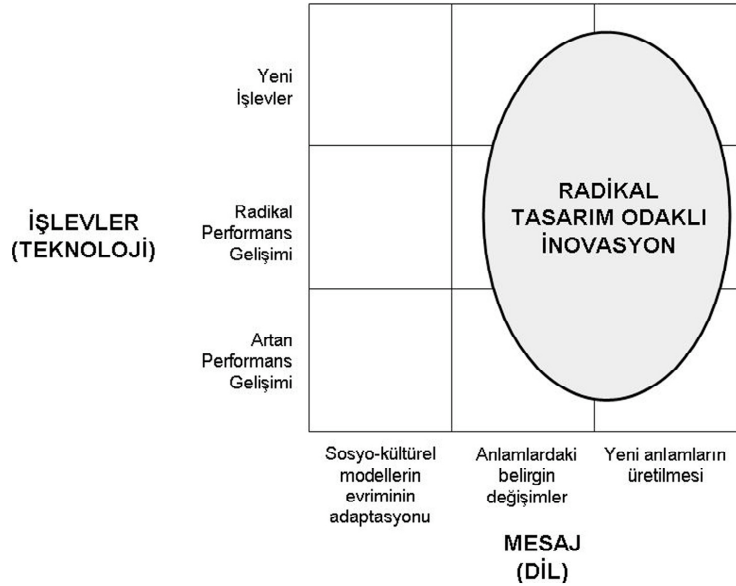 Yeni
İşlevler
İŞLEVLER
(TEKNOLOJİ)
Radikal
Performans
Gelişimi
RADİKAL
TASARIM ODAKLI
İNOVASYON
Artan
Performans
Gelişimi
Sosyo-kültürel
modellerin
evriminin
adaptasyonu
Anlamlardaki
belirgin
değişimler
Yeni anlamların
üretilmesi
MESAJ
(DİL)